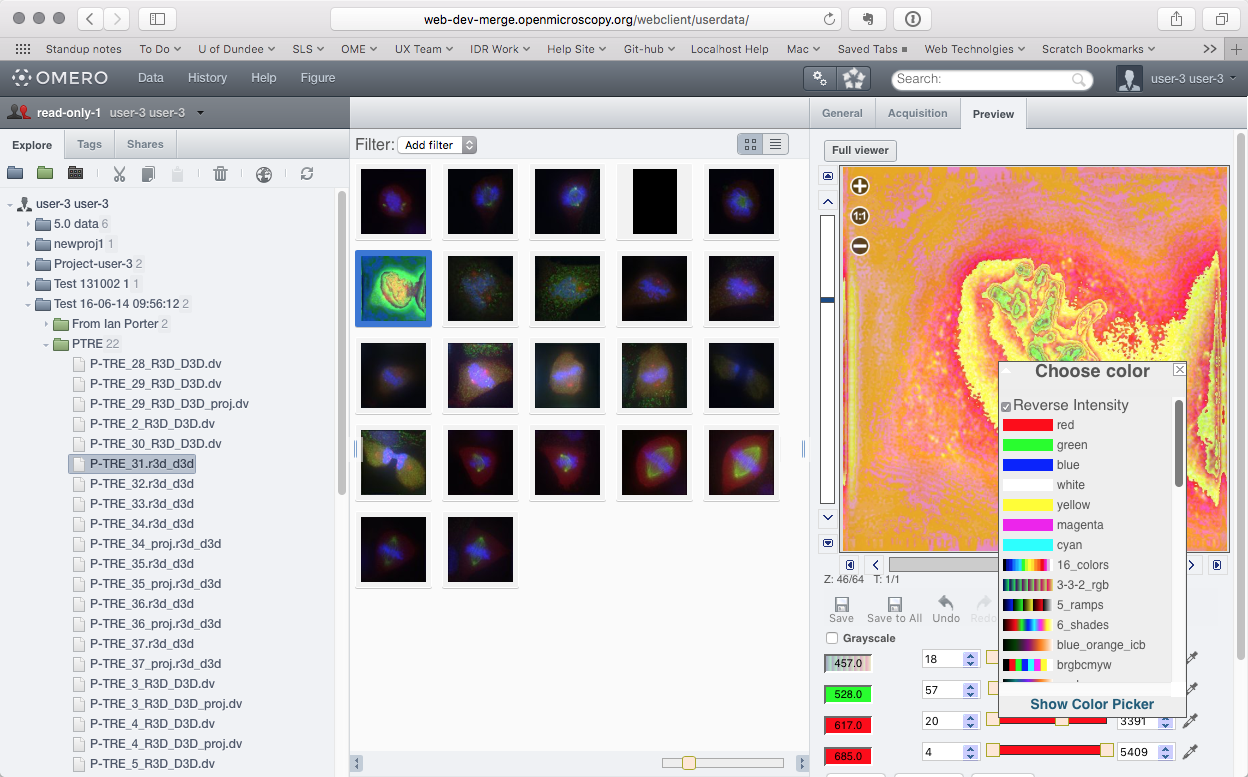 web-dev-merge.openmicroscopy.org/webclient/userdata/
Standup notes To Do U of Dundee SLS OME UX Team IDR Work Help Site Git-hub Localhost Help Mac Saved Tabs Web Technolgies Scratch Bookmarks
OMERO Data History Help Figure Search: user-3 user-3
read-only-1 user-3 user-3
General Acquisition Preview
Explore Tags Shares
Filter: Add filter
Full viewer
1:1
user-3 user-3
5.0 data 6
newproj1 1
Project-user-3 2
Test 131002 1 1
Test 16-06-14 09:56:12 2
From Ian Porter 2
PTRE 22
P-TRE_28_R3D_D3D.dv
P-TRE_29_R3D_D3D.dv
P-TRE_29_R3D_D3D_proj.dv
P-TRE_2_R3D_D3D.dv
P-TRE_30_R3D_D3D.dv
P-TRE_31.r3d_d3d
P-TRE_32.r3d_d3d
P-TRE_33.r3d_d3d
P-TRE_34.r3d_d3d
P-TRE_34_proj.r3d_d3d
P-TRE_35.r3d_d3d
P-TRE_35_proj.r3d_d3d
P-TRE_36.r3d_d3d
P-TRE_36_proj.r3d_d3d
P-TRE_37.r3d_d3d
P-TRE_37_proj.r3d_d3d
P-TRE_3_R3D_D3D.dv
P-TRE_3_R3D_D3D_proj.dv
P-TRE_4_R3D_D3D.dv
P-TRE_4_R3D_D3D_proj.dv
P-TRE_5_R3D_D3D.dv
Choose color
Reverse Intensity
red
green
blue
white
yellow
magenta
cyan
16_colors
3-3-2_rgb
5_ramps
6_shades
blue_orange_icb
brgbcmyw
Show Color Picker
Z: 46/64 T: 1/1
Save Save to All Undo Redo
Grayscale
457.0 18
528.0 57
617.0 20 3391
685.0 4 5409